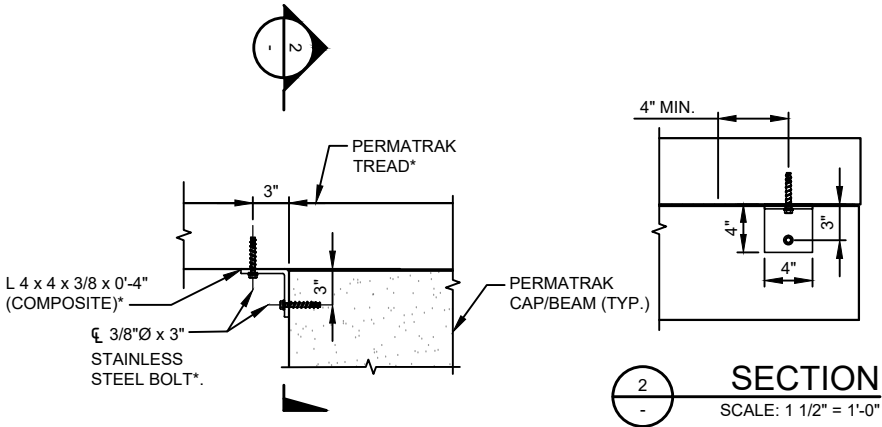 2
-
PERMATRAK
TREAD*
3"
L 4 x 4 x 3/8 x 0'-4"
(COMPOSITE)*
3"
PERMATRAK
CAP/BEAM (TYP.)
℄ 3/8"Ø x 3"
STAINLESS
STEEL BOLT*.
4" MIN.
4"
3"
4"
2
-
SECTION
SCALE: 1 1/2" = 1'-0"